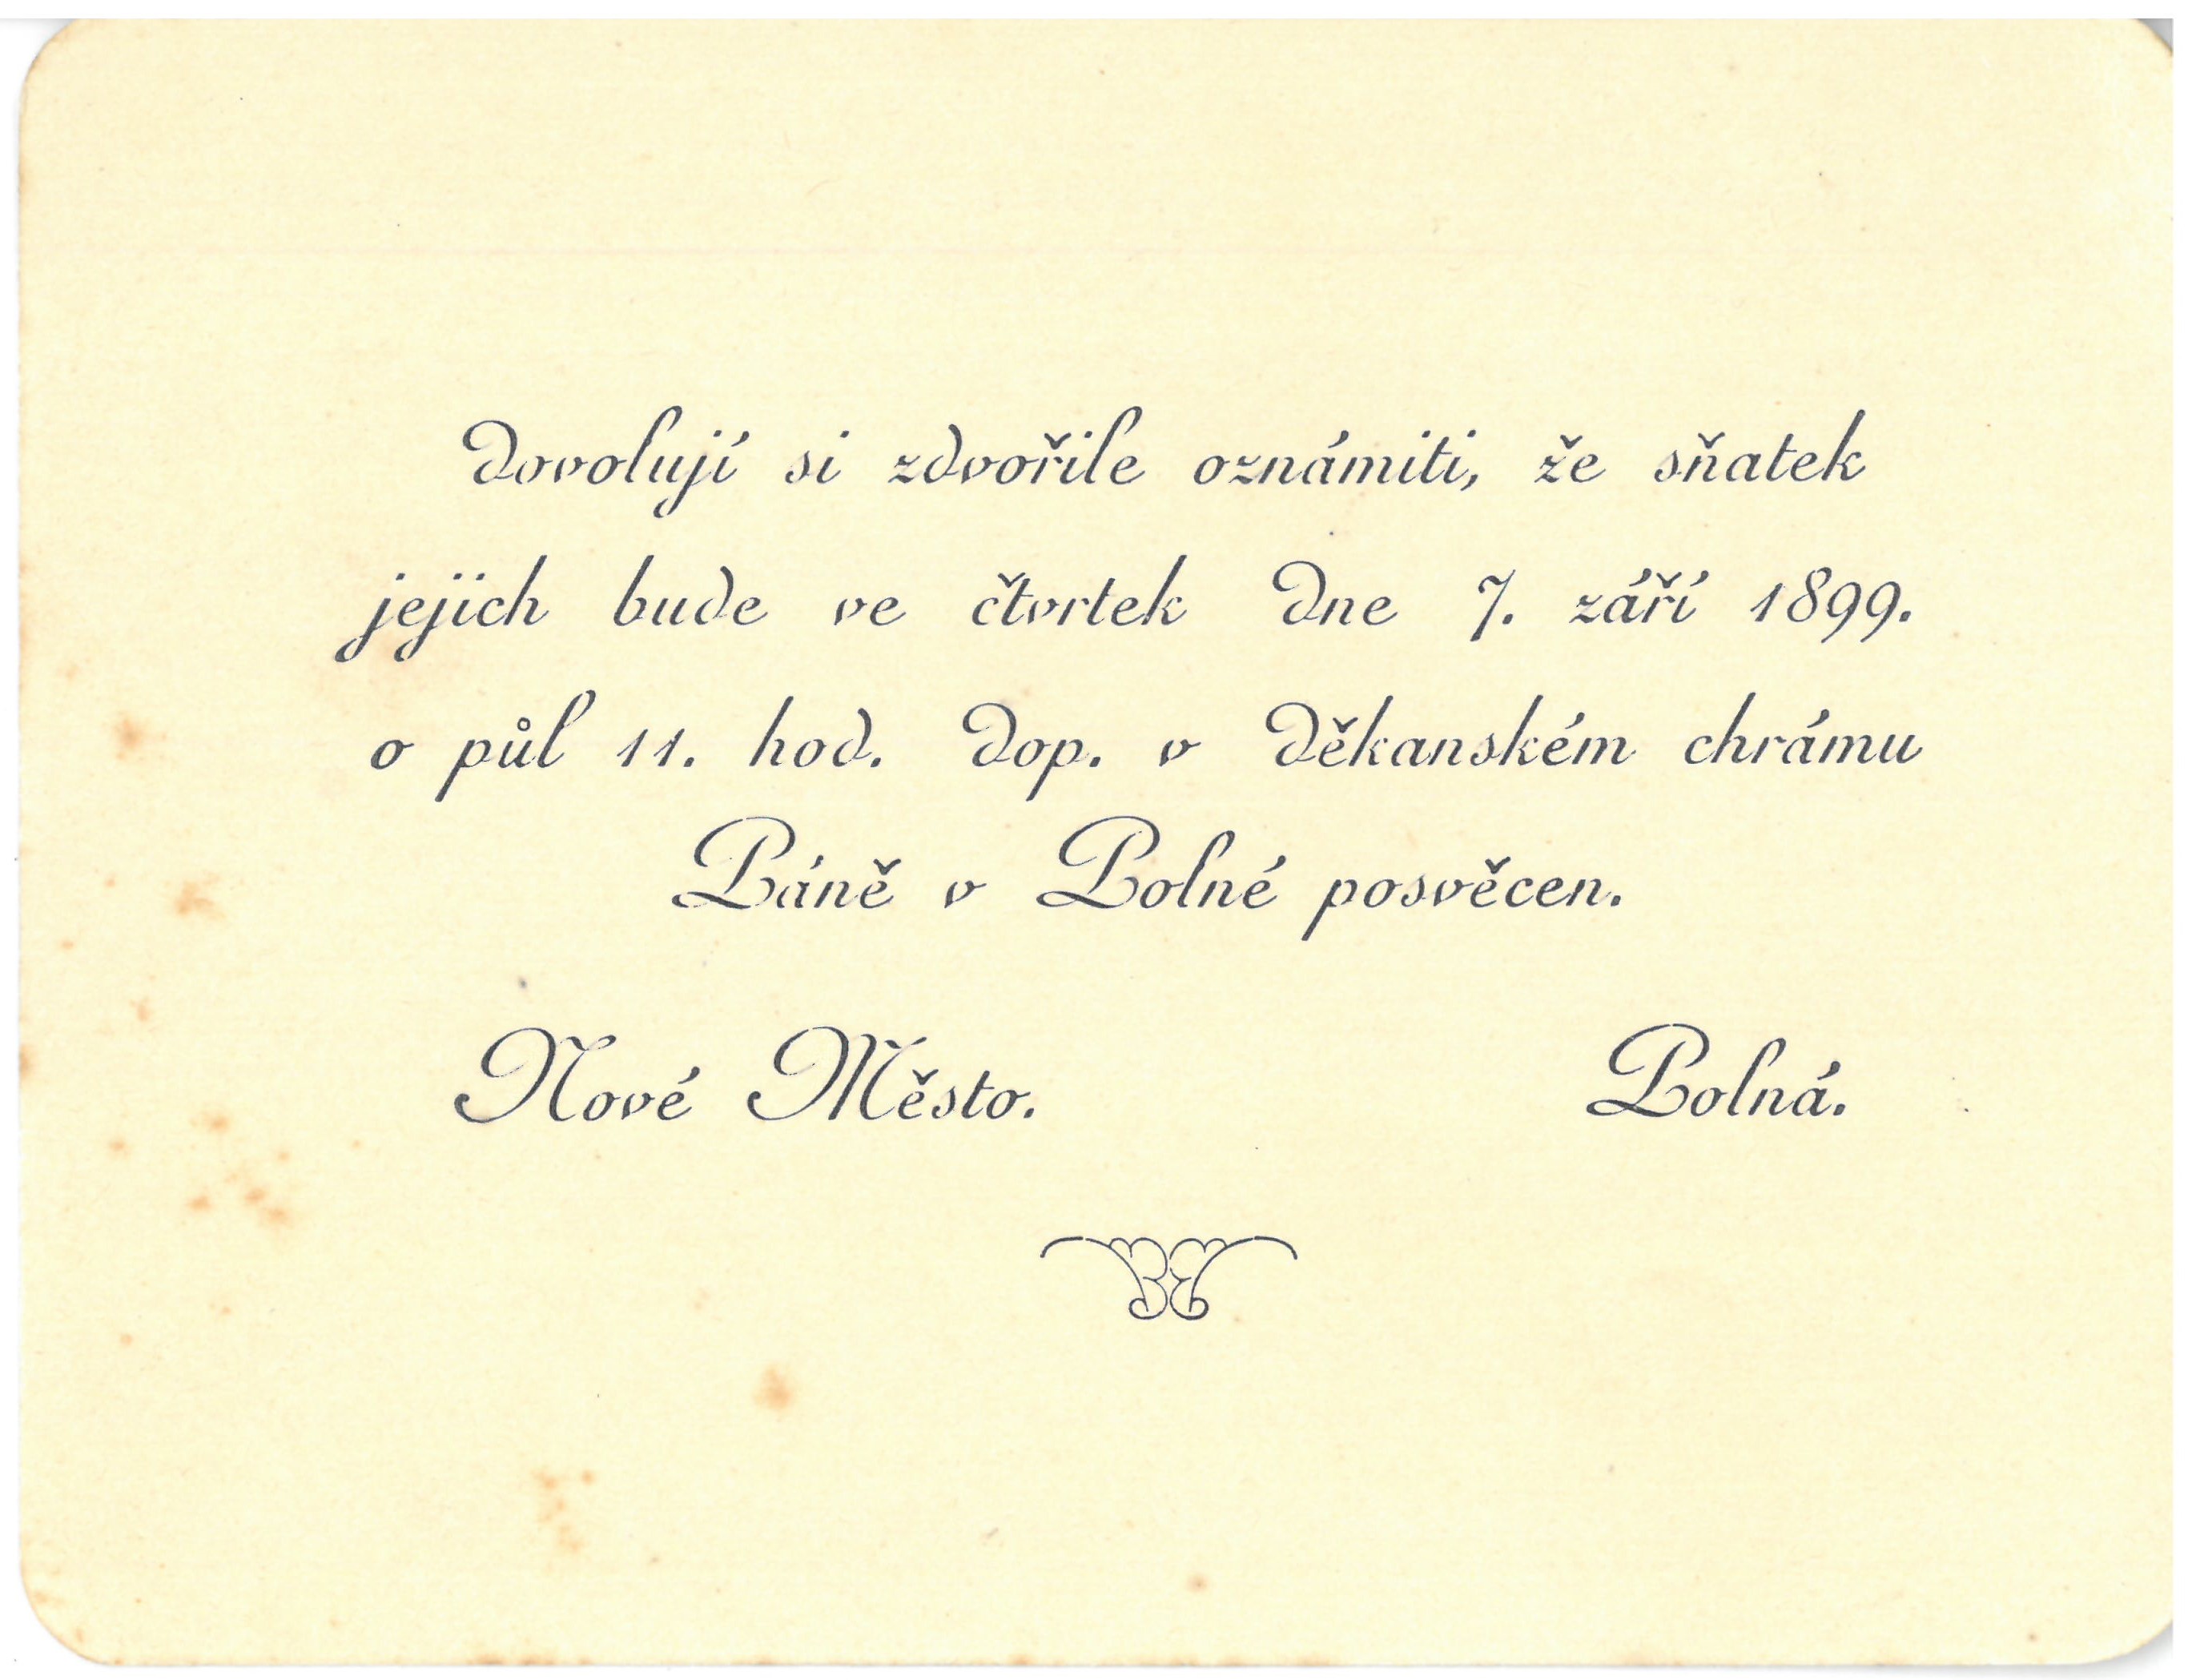 dovolují si zdvořile oznámiti, že sňatek
jejich bude ve čtvrtek dne 7. září 1899.
o půl 11. hod. dop. v děkanském chrámu
Páně v Polné posvěcen.
Nové Město. Polná.